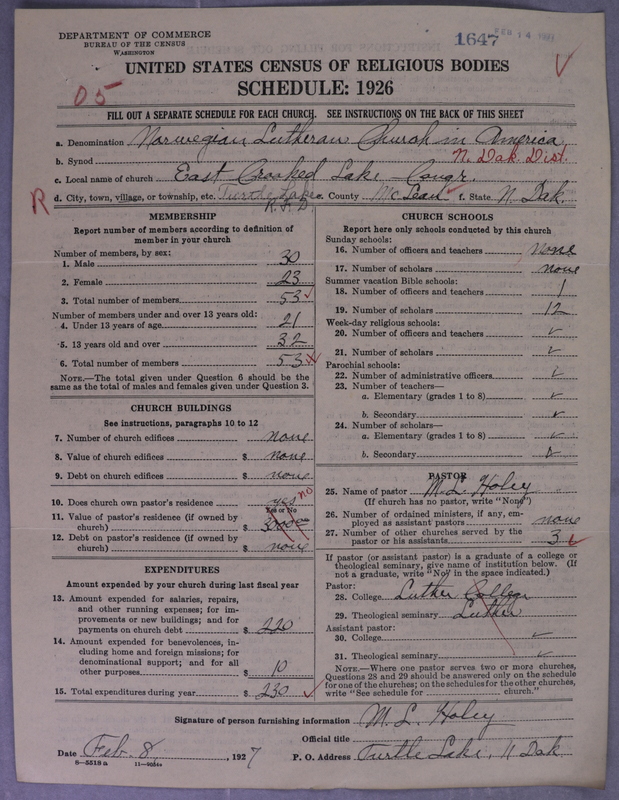 DEPARTMENT OF COMMERCE
BUREAU OF THE CENSUS
WASHINGTON
1647 FEB 14 1927
UNITED STATES CENSUS OF RELIGIOUS BODIES
SCHEDULE: 1926
D 5
FILL OUT A SEPARATE SCHEDULE FOR EACH CHURCH. SEE INSTRUCTIONS ON THE BACK OF THIS SHEET
a. Denomination Norwegian Lutheran Church in America
b. Synod N. Dak. Dist.
c. Local name of church East Crooked Lake Congr.
R d. City, town, village, or township, etc. Turtle Lake R.F.D. e. County McLean f. State N. Dak.
MEMBERSHIP
Report number of members according to definition of
member in your church
Number of members, by sex:
1. Male 30
2. Female 23
3. Total number of members 53
Number of members under and over 13 years old:
4. Under 13 years of age 21
5. 13 years old and over 32
6. Total number of members 53
NOTE.—The total given under Question 6 should be the
same as the total of males and females given under Question 3.
CHURCH BUILDINGS
See instructions, paragraphs 10 to 12
7. Number of church edifices none
8. Value of church edifices $ none
9. Debt on church edifices $ none
10. Does church own pastor's residence yes no
Yes or No
11. Value of pastor's residence (if owned by
church) $
12. Debt on pastor's residence (if owned by
church) $ none
EXPENDITURES
Amount expended by your church during last fiscal year
13. Amount expended for salaries, repairs,
and other running expenses; for im-
provements or new buildings; and for
payments on church debt $ 220
14. Amount expended for benevolences, in-
cluding home and foreign missions; for
denominational support; and for all
other purposes $ 10
15. Total expenditures during year $ 230
CHURCH SCHOOLS
Report here only schools conducted by this church
Sunday schools:
16. Number of officers and teachers none
17. Number of scholars none
Summer vacation Bible schools:
18. Number of officers and teachers 1
19. Number of scholars 12
Week-day religious schools:
20. Number of officers and teachers ✓
21. Number of scholars ✓
Parochial schools:
22. Number of administrative officers ✓
23. Number of teachers—
a. Elementary (grades 1 to 8) ✓
b. Secondary ✓
24. Number of scholars—
a. Elementary (grades 1 to 8) ✓
b. Secondary ✓
PASTOR
25. Name of pastor M. L. Holey
(If church has no pastor, write "None")
26. Number of ordained ministers, if any, em-
ployed as assistant pastors none
27. Number of other churches served by the
pastor or his assistants 3
If pastor (or assistant pastor) is a graduate of a college or
theological seminary, give name of institution below. (If
not a graduate, write "No" in the space indicated.)
Pastor:
28. College Luther College
29. Theological seminary Luther
Assistant pastor:
30. College ✓
31. Theological seminary ✓
NOTE.—Where one pastor serves two or more churches,
Questions 28 and 29 should be answered only on the schedule
for one of the churches; on the schedules for the other churches,
write "See schedule for church."
Signature of person furnishing information M. L. Holey
Official title
Date Feb. 8, 1927 P. O. Address Turtle Lake, N Dak
8—5518 a